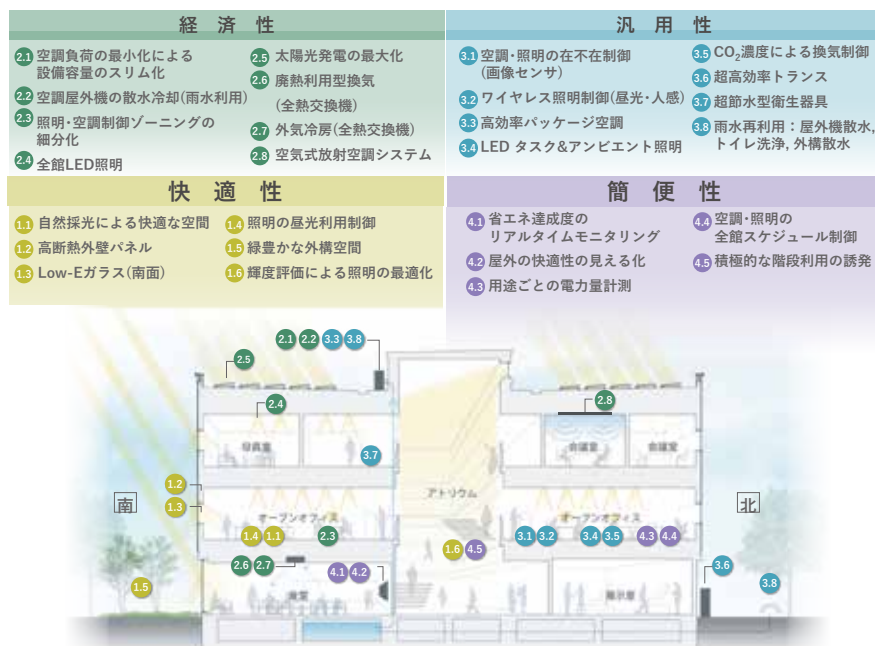 経済性
2.1 空調負荷の最小化による
設備容量のスリム化
2.2 空調屋外機の散水冷却(雨水利用)
2.3 照明・空調制御ゾーニングの
細分化
2.4 全館LED照明
2.5 太陽光発電の最大化
2.6 廃熱利用型換気
(全熱交換機)
2.7 外気冷房(全熱交換機)
2.8 空気式放射空調システム
汎用性
3.1 空調・照明の在不在制御
(画像センサ)
3.2 ワイヤレス照明制御(昼光・人感)
3.3 高効率パッケージ空調
3.4 LED タスク&アンビエント照明
3.5 CO2濃度による換気制御
3.6 超高効率トランス
3.7 超節水型衛生器具
3.8 雨水再利用：屋外機散水,
トイレ洗浄, 外構散水
快適性
1.1 自然採光による快適な空間
1.2 高断熱外壁パネル
1.3 Low-Eガラス(南面)
1.4 照明の昼光利用制御
1.5 緑豊かな外構空間
1.6 輝度評価による照明の最適化
簡便性
4.1 省エネ達成度の
リアルタイムモニタリング
4.2 屋外の快適性の見える化
4.3 用途ごとの電力量計測
4.4 空調・照明の
全館スケジュール制御
4.5 積極的な階段利用の誘発
2.1 2.2 3.3 3.8
2.5
2.4
2.8
役員室
会議室
会議室
3.7
1.2
アトリウム
南
1.3
北
オープンオフィス
オープンオフィス
1.4 1.1 2.3
3.1 3.2 3.4 3.5 4.3 4.4
1.6 4.5
2.6 2.7
4.1 4.2
3.6
1.5
3.8
食堂
展示室